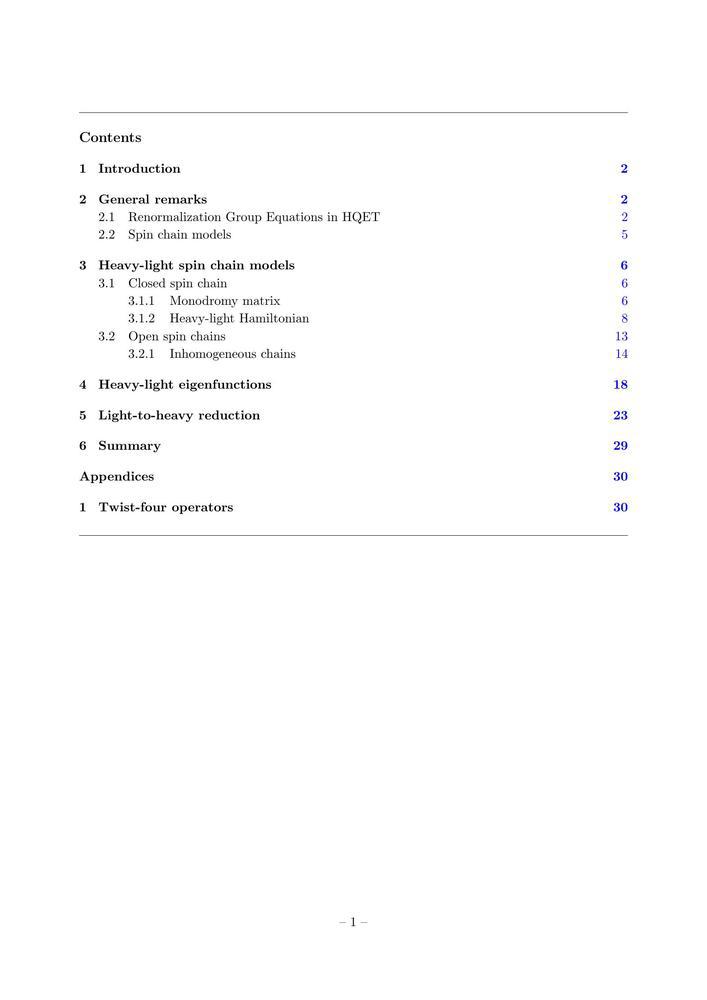 Contents
1 Introduction 2
2 General remarks 2
2.1 Renormalization Group Equations in HQET 2
2.2 Spin chain models 5
3 Heavy-light spin chain models 6
3.1 Closed spin chain 6
3.1.1 Monodromy matrix 6
3.1.2 Heavy-light Hamiltonian 8
3.2 Open spin chains 13
3.2.1 Inhomogeneous chains 14
4 Heavy-light eigenfunctions 18
5 Light-to-heavy reduction 23
6 Summary 29
Appendices 30
1 Twist-four operators 30
– 1 –